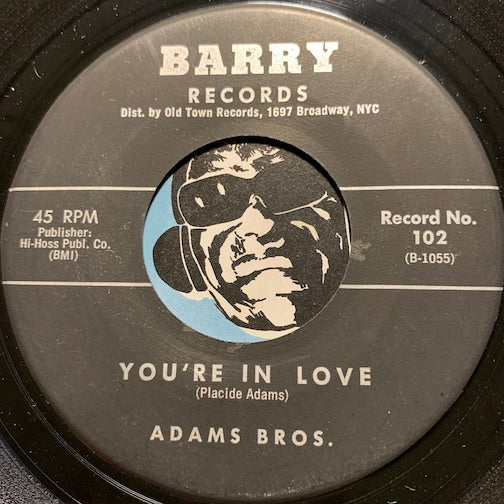 BARRY
RECORDS
Dist. by Old Town Records, 1697 Broadway, NYC
45 RPM
Publisher:
Hi-Hoss Publ. Co.
(BMI)
Record No.
102
(B-1055)
YOU'RE IN LOVE
(Placide Adams)
ADAMS BROS.